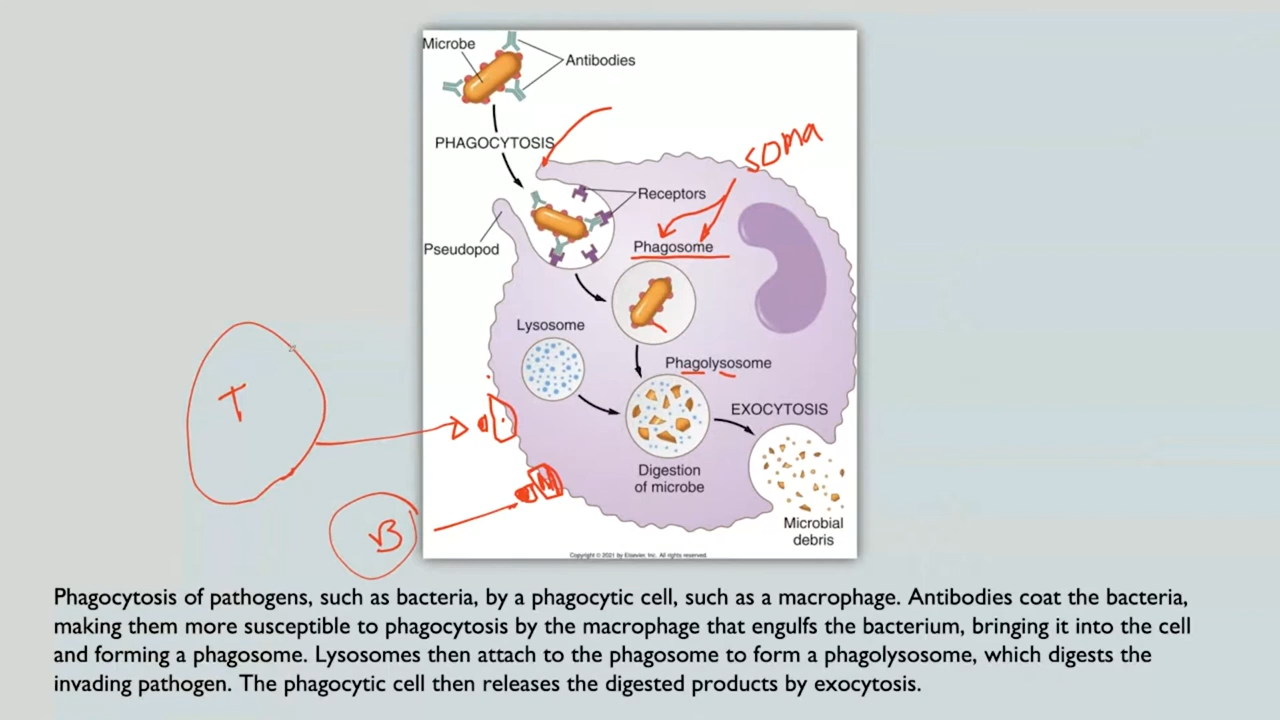 Microbe
Antibodies
PHAGOCYTOSIS
soma
Receptors
Pseudopod
Phagosome
Lysosome
Phagolysosome
EXOCYTOSIS
T
Digestion
of microbe
B
Microbial
debris
Copyright © 2021 by Elsevier, Inc. All rights reserved.
Phagocytosis of pathogens, such as bacteria, by a phagocytic cell, such as a macrophage. Antibodies coat the bacteria,
making them more susceptible to phagocytosis by the macrophage that engulfs the bacterium, bringing it into the cell
and forming a phagosome. Lysosomes then attach to the phagosome to form a phagolysosome, which digests the
invading pathogen. The phagocytic cell then releases the digested products by exocytosis.